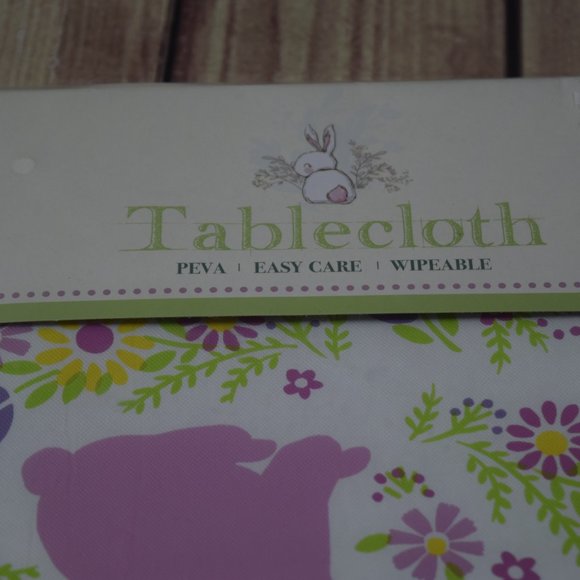 Tablecloth
PEVA | EASY CARE | WIPEABLE